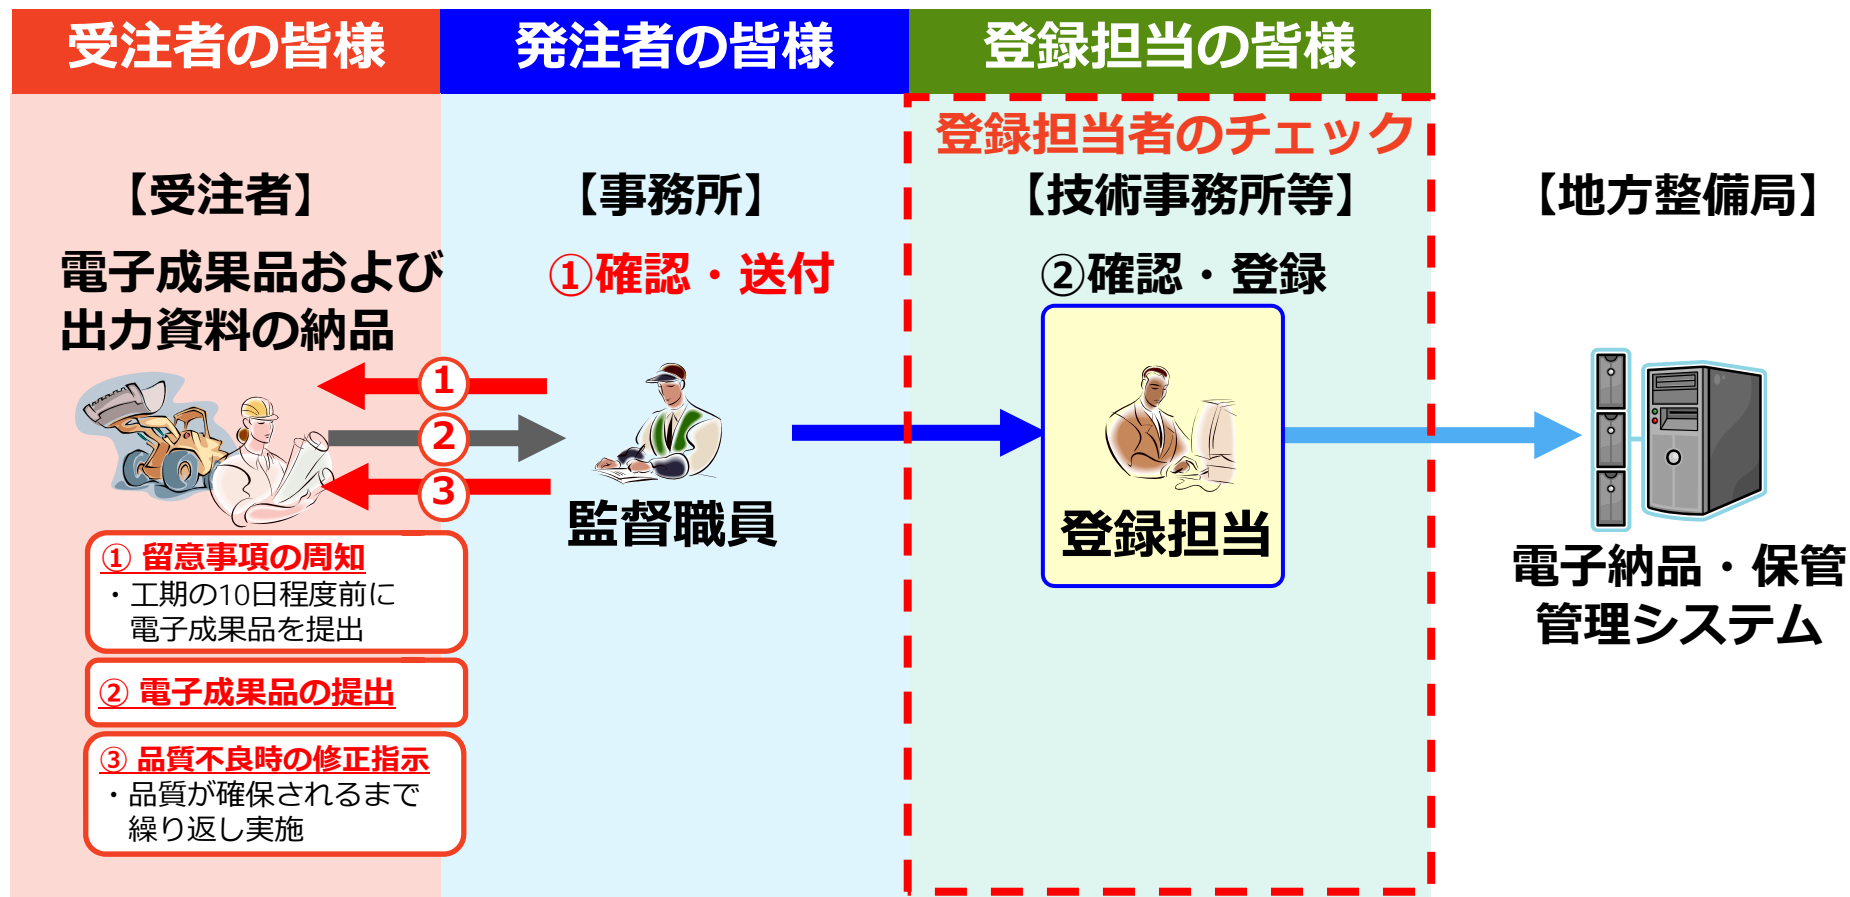 受注者の皆様
発注者の皆様
登録担当の皆様
登録担当者のチェック
【受注者】
【事務所】
【技術事務所等】
【地方整備局】
電子成果品および
出力資料の納品
①確認・送付
②確認・登録
1
2
3
監督職員
登録担当
電子納品・保管
管理システム
① 留意事項の周知
・工期の10日程度前に
電子成果品を提出
② 電子成果品の提出
③ 品質不良時の修正指示
・品質が確保されるまで
繰り返し実施